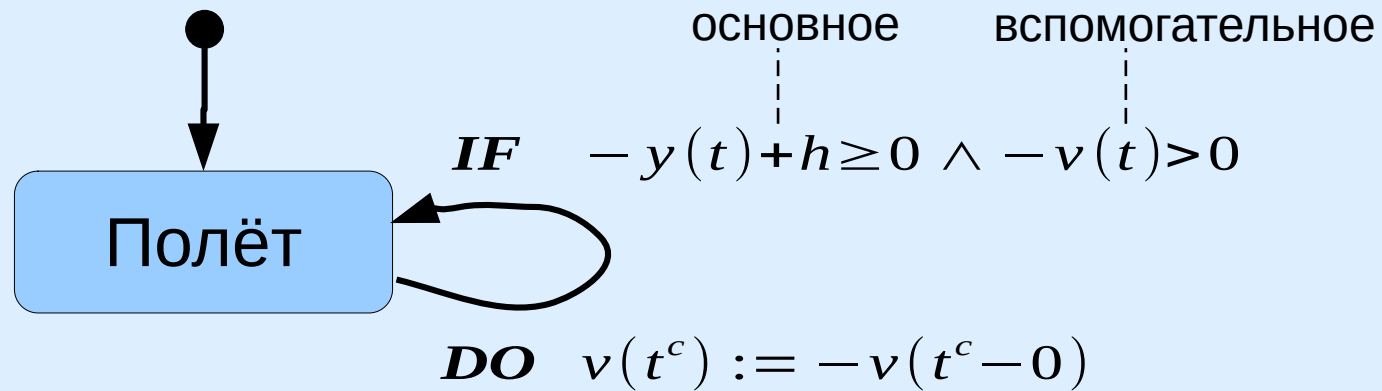 основное вспомогательное
IF − y(t)+h≥0 ∧ −v(t)>0
Полёт
DO v(t^c) := −v(t^c−0)